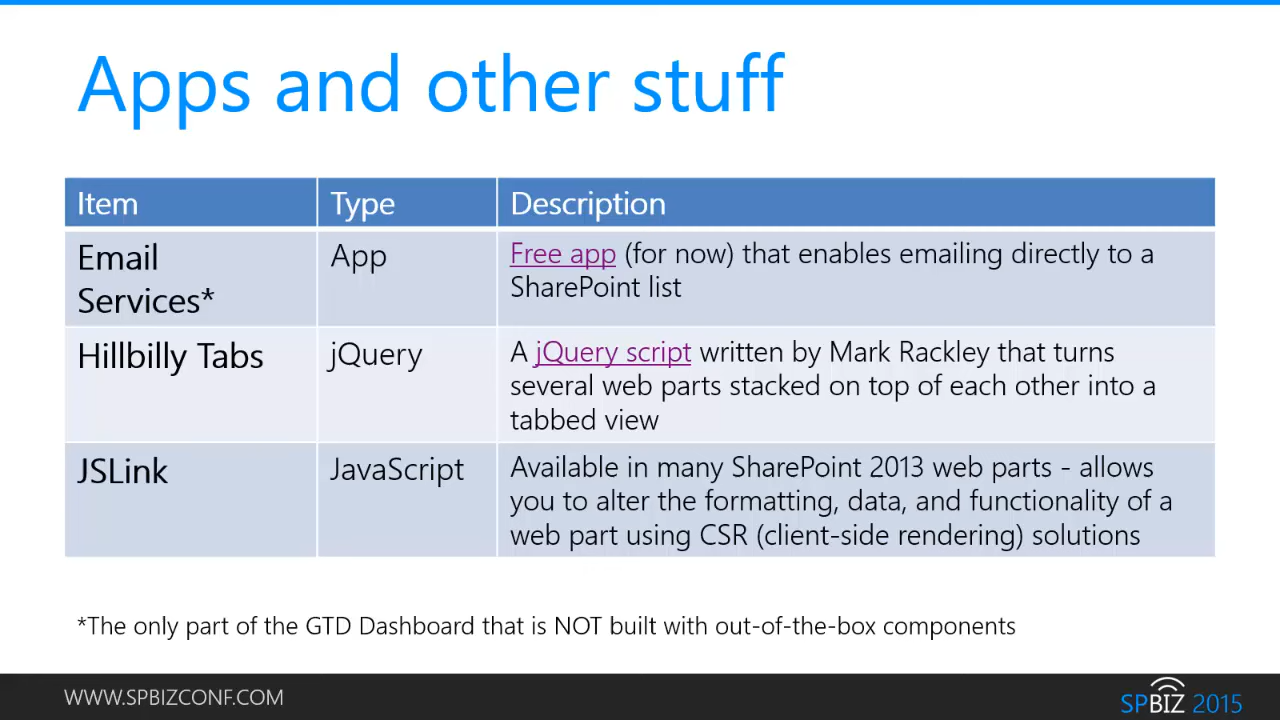 Apps and other stuff
Item Type Description
Email Services* App Free app (for now) that enables emailing directly to a
SharePoint list
Hillbilly Tabs jQuery A jQuery script written by Mark Rackley that turns
several web parts stacked on top of each other into a
tabbed view
JSLink JavaScript Available in many SharePoint 2013 web parts - allows
you to alter the formatting, data, and functionality of a
web part using CSR (client-side rendering) solutions
*The only part of the GTD Dashboard that is NOT built with out-of-the-box components
WWW.SPBIZCONF.COM SPBIZ 2015